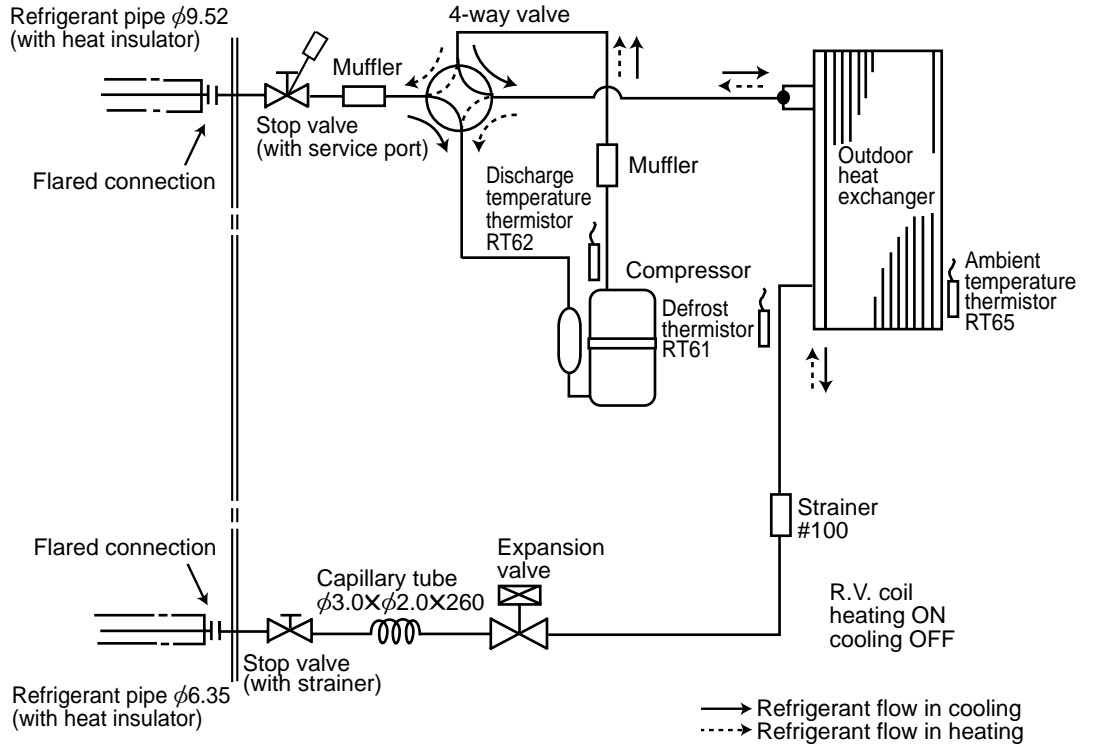 Refrigerant pipe ϕ9.52
(with heat insulator)
4-way valve
Muffler
Stop valve
(with service port)
Flared connection
Discharge
temperature
thermistor
RT62
Muffler
Outdoor
heat
exchanger
Compressor
Defrost
thermistor
RT61
Ambient
temperature
thermistor
RT65
Strainer
#100
Flared connection
Capillary tube
ϕ3.0×ϕ2.0×260
Expansion
valve
R.V. coil
heating ON
cooling OFF
Stop valve
(with strainer)
Refrigerant pipe ϕ6.35
(with heat insulator)
Refrigerant flow in cooling
Refrigerant flow in heating